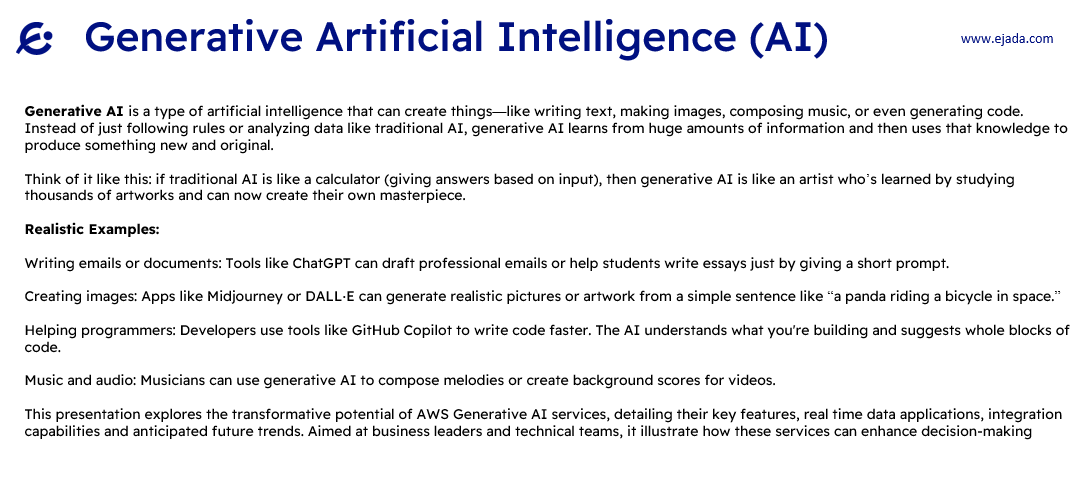 Generative Artificial Intelligence (AI)
www.ejada.com
Generative AI is a type of artificial intelligence that can create things—like writing text, making images, composing music, or even generating code.
Instead of just following rules or analyzing data like traditional AI, generative AI learns from huge amounts of information and then uses that knowledge to
produce something new and original.
Think of it like this: if traditional AI is like a calculator (giving answers based on input), then generative AI is like an artist who’s learned by studying
thousands of artworks and can now create their own masterpiece.
Realistic Examples:
Writing emails or documents: Tools like ChatGPT can draft professional emails or help students write essays just by giving a short prompt.
Creating images: Apps like Midjourney or DALL·E can generate realistic pictures or artwork from a simple sentence like “a panda riding a bicycle in space.”
Helping programmers: Developers use tools like GitHub Copilot to write code faster. The AI understands what you're building and suggests whole blocks of
code.
Music and audio: Musicians can use generative AI to compose melodies or create background scores for videos.
This presentation explores the transformative potential of AWS Generative AI services, detailing their key features, real time data applications, integration
capabilities and anticipated future trends. Aimed at business leaders and technical teams, it illustrate how these services can enhance decision-making